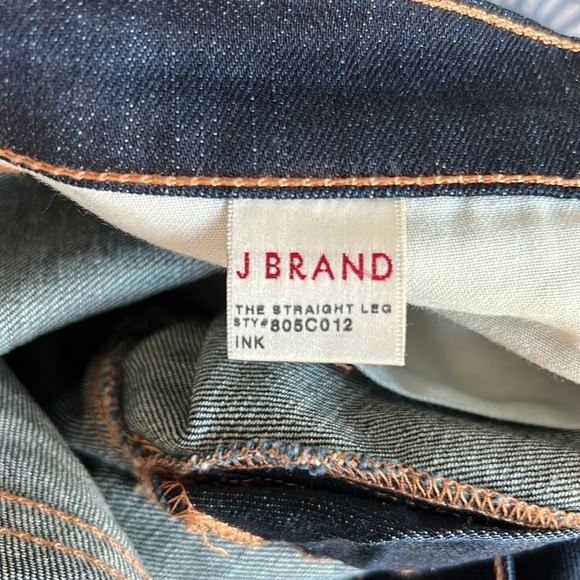 J BRAND
THE STRAIGHT LEG
STY#805C012
INK